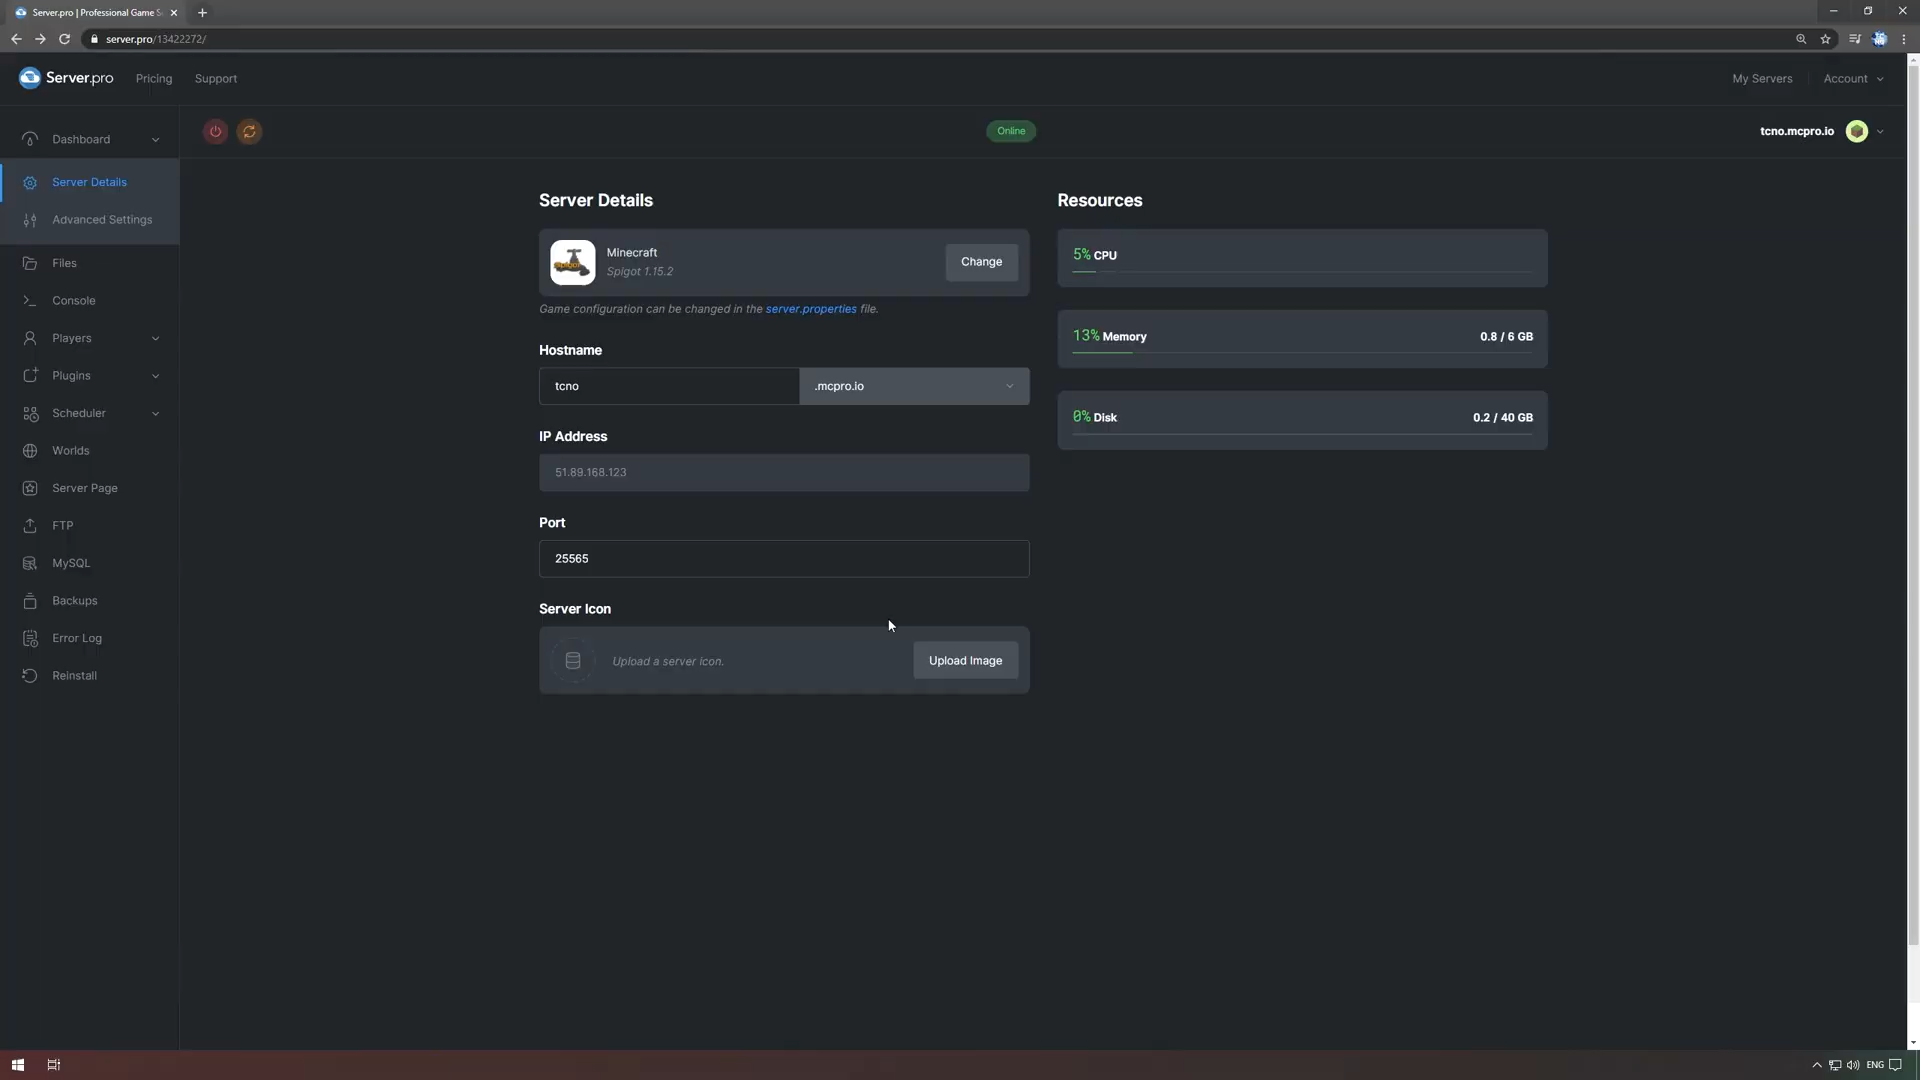 Server.pro | Professional Game S
server.pro/13422272/
Server.pro
Pricing
Support
My Servers
Account
Dashboard
Online
tcno.mcpro.io
Server Details
Advanced Settings
Files
Console
Players
Plugins
Scheduler
Worlds
Server Page
FTP
MySQL
Backups
Error Log
Reinstall
Server Details
Minecraft
Spigot 1.15.2
Change
Game configuration can be changed in the server.properties file.
Hostname
tcno
.mcpro.io
IP Address
51.89.168.123
Port
25565
Server Icon
Upload a server icon.
Upload Image
Resources
5% CPU
13% Memory
0.8 / 6 GB
0% Disk
0.2 / 40 GB
ENG